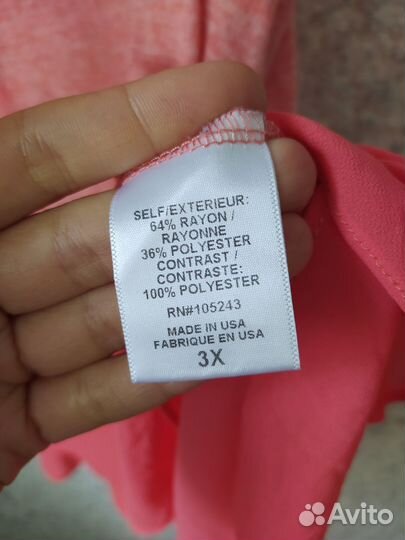 SELF/EXTERIEUR:
64% RAYON /
RAYONNE
36% POLYESTER
CONTRAST /
CONTRASTE:
100% POLYESTER
RN#105243
MADE IN USA
FABRIQUE EN USA
3X
Avito